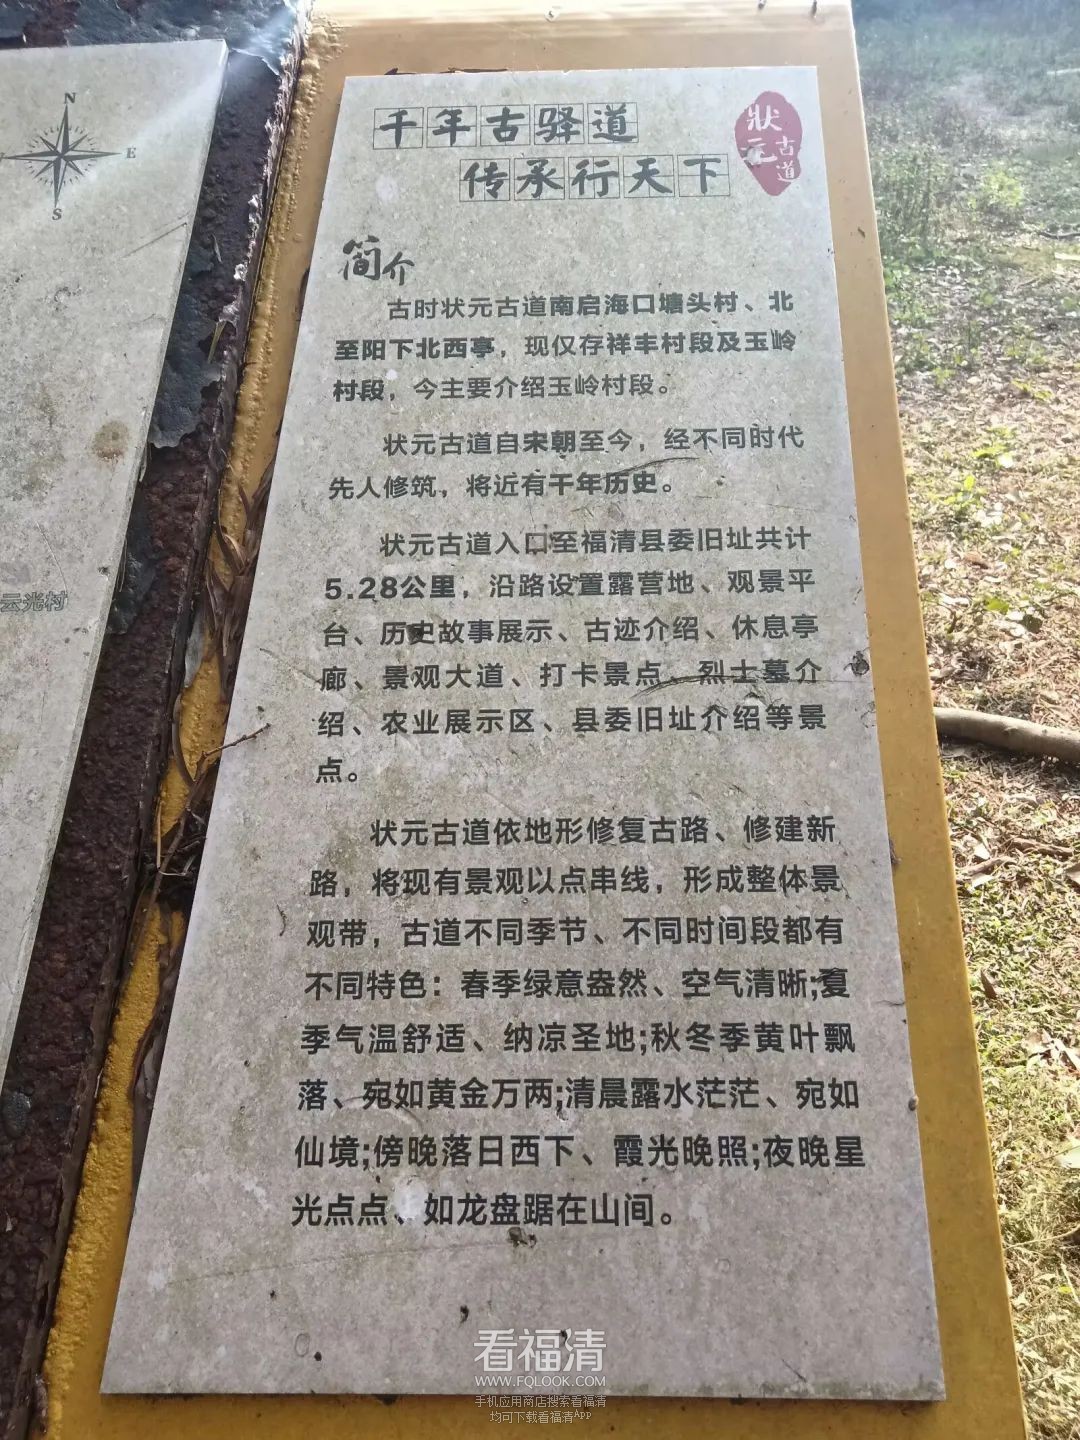 N
E
S
云光村
千年古驿道
传承行天下
狀元
古道
简介
古时状元古道南启海口塘头村、北
至阳下北西亭，现仅存祥丰村段及玉岭
村段，今主要介绍玉岭村段。
状元古道自宋朝至今，经不同时代
先人修筑，将近有千年历史。
状元古道入口至福清县委旧址共计
5.28公里，沿路设置露营地、观景平
台、历史故事展示、古迹介绍、休息亭
廊、景观大道、打卡景点、烈士墓介
绍、农业展示区、县委旧址介绍等景
点。
状元古道依地形修复古路、修建新
路，将现有景观以点串线，形成整体景
观带，古道不同季节、不同时间段都有
不同特色：春季绿意盎然、空气清晰;夏
季气温舒适、纳凉圣地;秋冬季黄叶飘
落、宛如黄金万两;清晨露水茫茫、宛如
仙境;傍晚落日西下、霞光晚照;夜晚星
光点点、如龙盘踞在山间。
看福清
WWW.FQLOOK.COM
手机应用商店搜索看福清
均可下载看福清APP